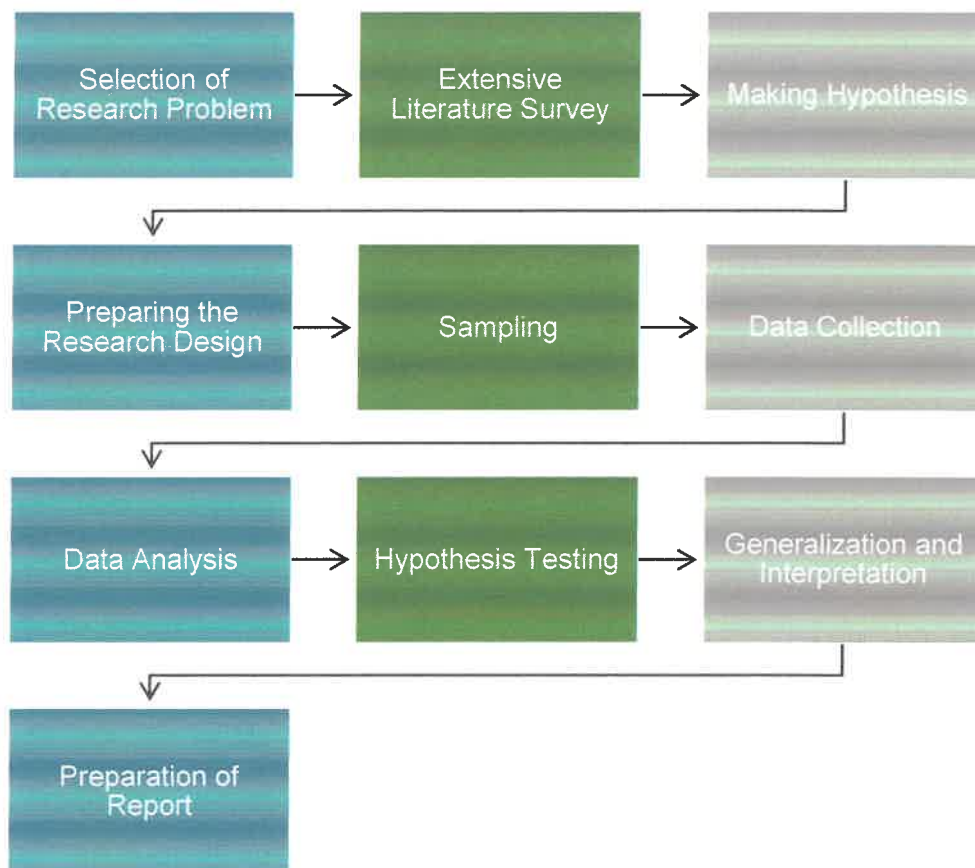 Selection of
Research Problem
Extensive
Literature Survey
Making Hypothesis
Preparing the
Research Design
Sampling
Data Collection
Data Analysis
Hypothesis Testing
Generalization and
Interpretation
Preparation of
Report